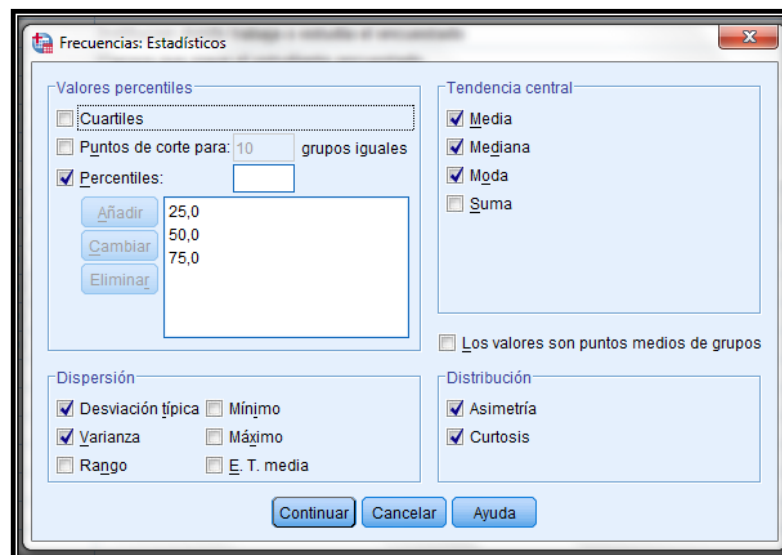 Frecuencias: Estadísticos
Valores percentiles
Cuartiles
Puntos de corte para: 10 grupos iguales
Percentiles:
Añadir
Cambiar
Eliminar
25,0
50,0
75,0
Tendencia central
Media
Mediana
Moda
Suma
Los valores son puntos medios de grupos
Dispersión
Desviación típica Mínimo
Varianza Máximo
Rango E. T. media
Distribución
Asimetría
Curtosis
Continuar Cancelar Ayuda